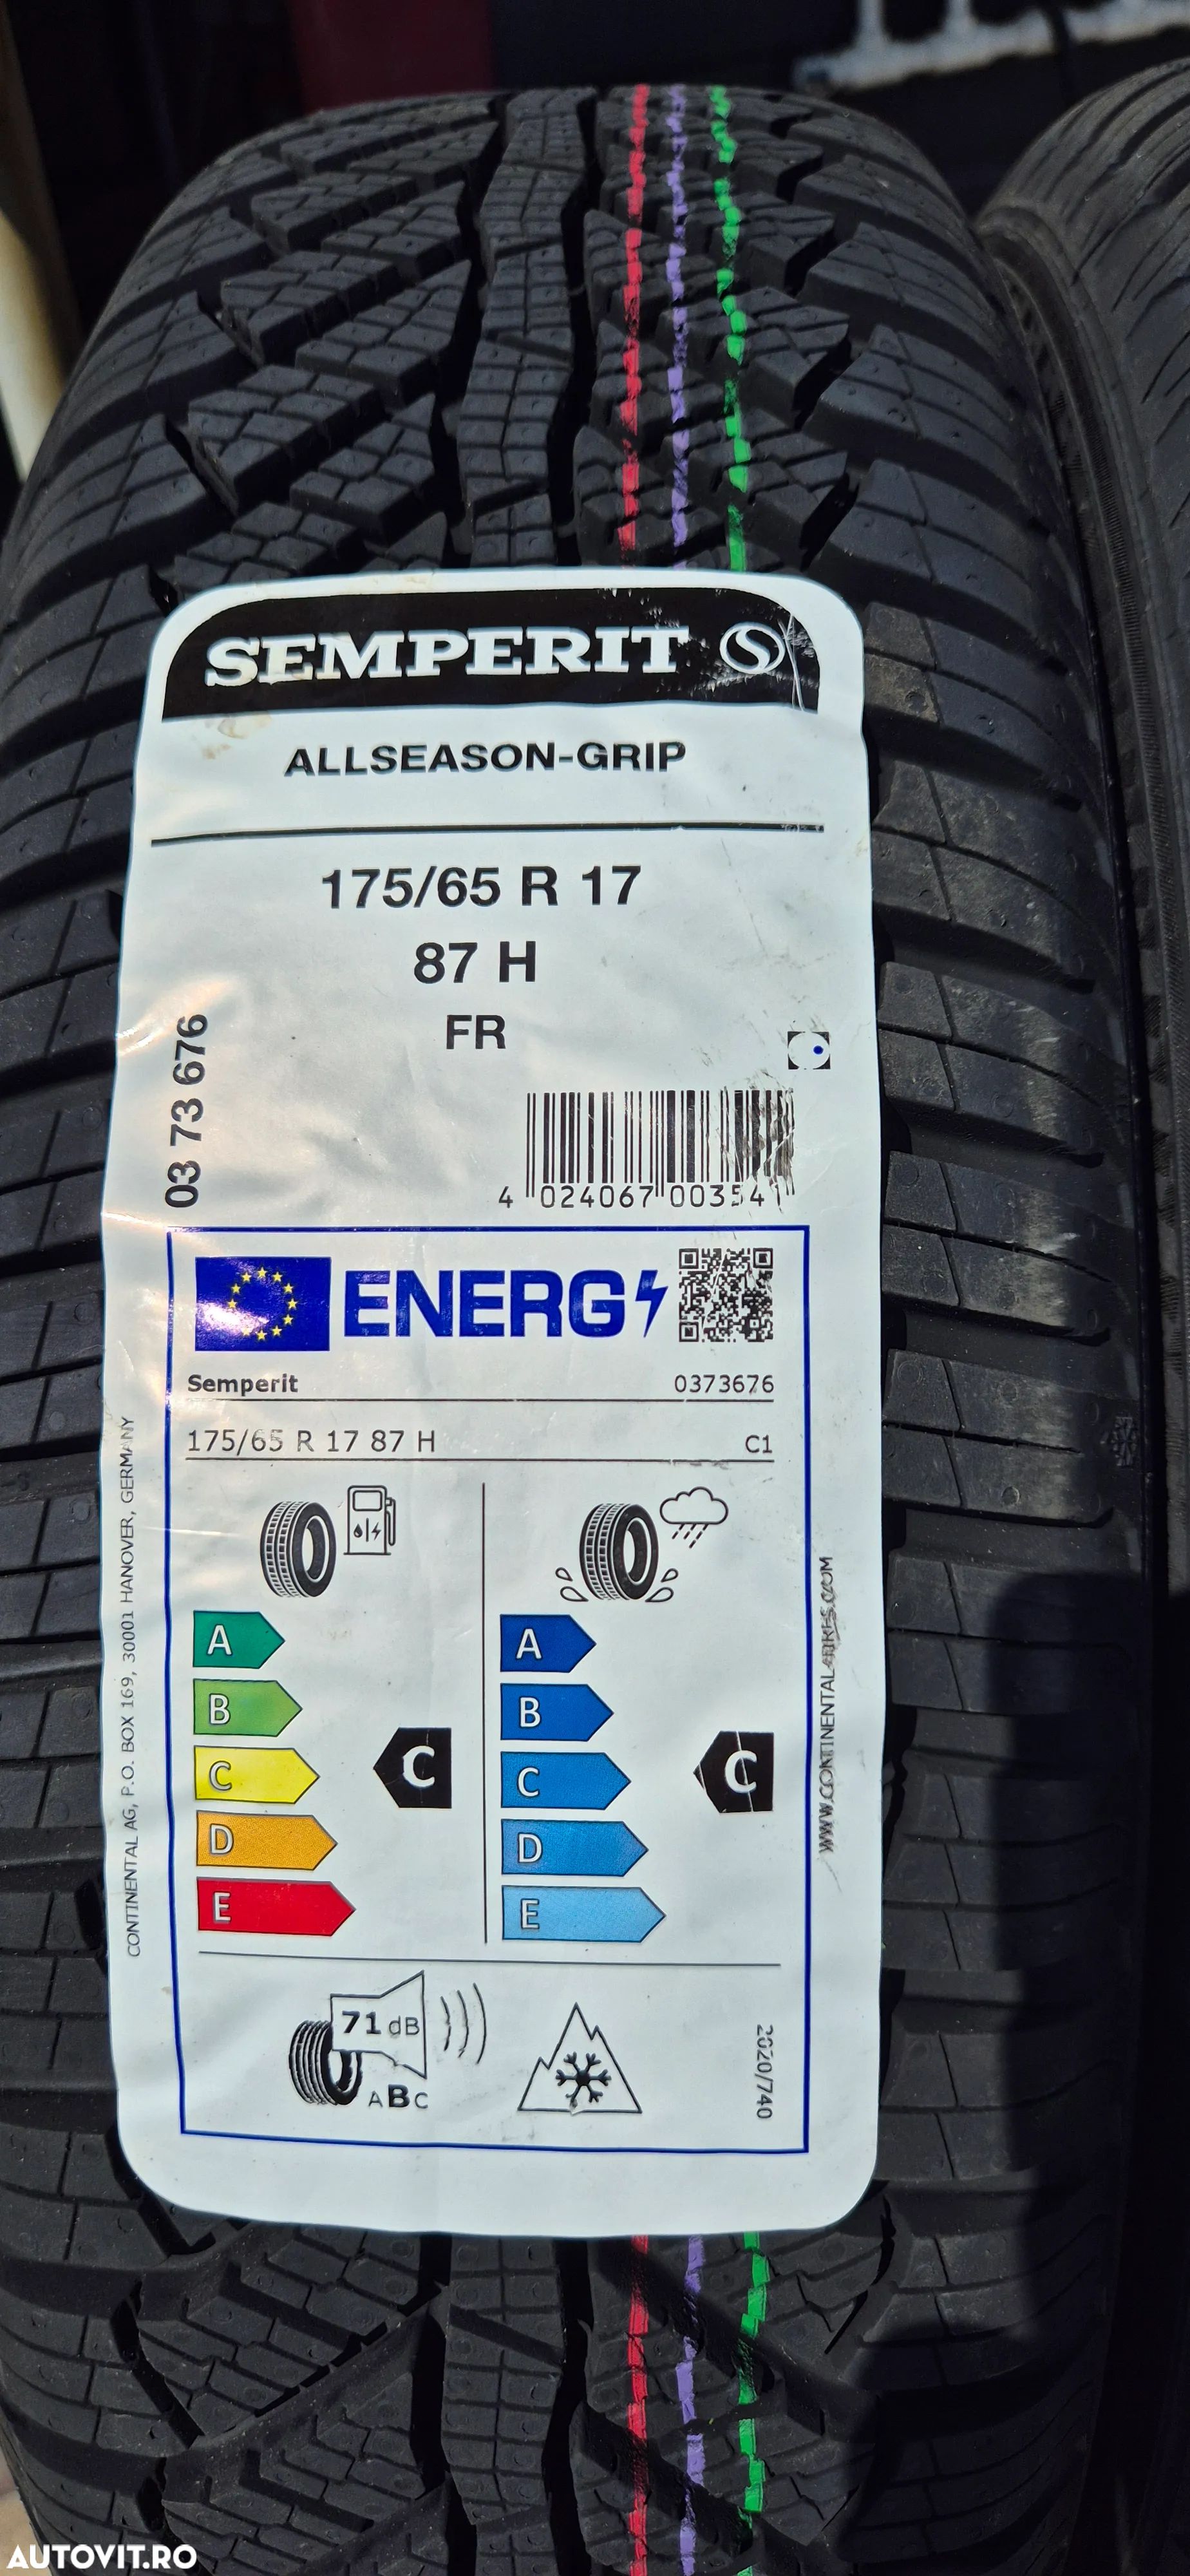 SEMPERIT
ALLSEASON-GRIP
175/65 R 17
87 H
FR
03 73 676
4 024067 00354
ENERG
Semperit 0373676
175/65 R 17 87 H C1
A A
B B
C C C C
D D
E E
71 dB
ABC
2020/740
CONTINENTAL AG, P.O. BOX 169, 30001 HANOVER, GERMANY
WWW.CONTINENTAL-TIRES.COM
AUTOVIT.RO